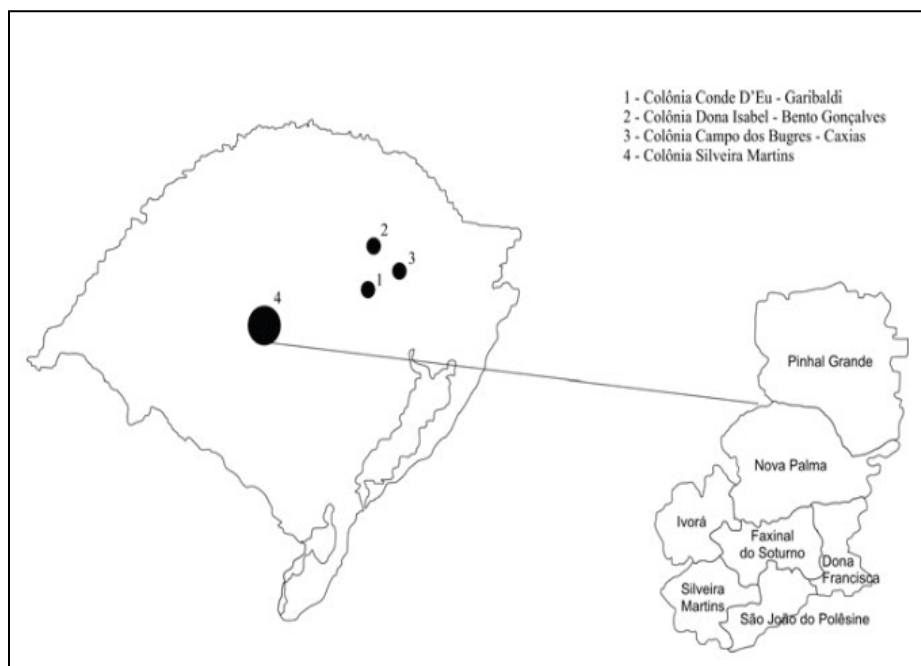 1 - Colônia Conde D'Eu - Garibaldi
2 - Colônia Dona Isabel - Bento Gonçalves
3 - Colônia Campo dos Bugres - Caxias
4 - Colônia Silveira Martins
2
3
1
4
Pinhal Grande
Nova Palma
Ivorá
Faxinal
do Soturno
Dona
Francisca
Silveira
Martins
São João do Polêsine